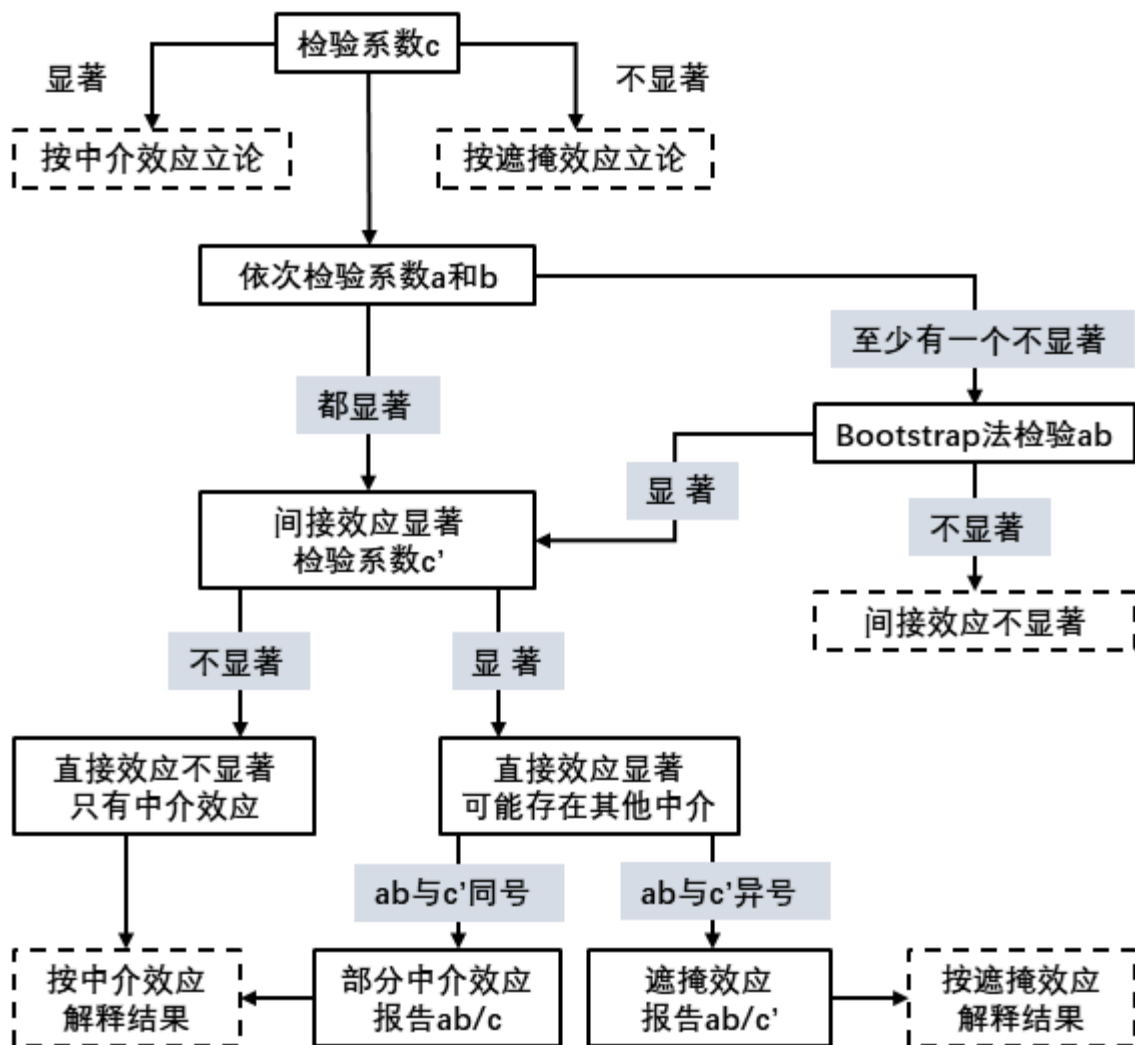 检验系数c
显著
不显著
按中介效应立论
按遮掩效应立论
依次检验系数a和b
至少有一个不显著
都显著
Bootstrap法检验ab
显 著
间接效应显著
检验系数c’
不显著
间接效应不显著
不显著
显 著
直接效应不显著
只有中介效应
直接效应显著
可能存在其他中介
ab与c’同号
ab与c’异号
按中介效应
解释结果
部分中介效应
报告ab/c
遮掩效应
报告ab/c’
按遮掩效应
解释结果